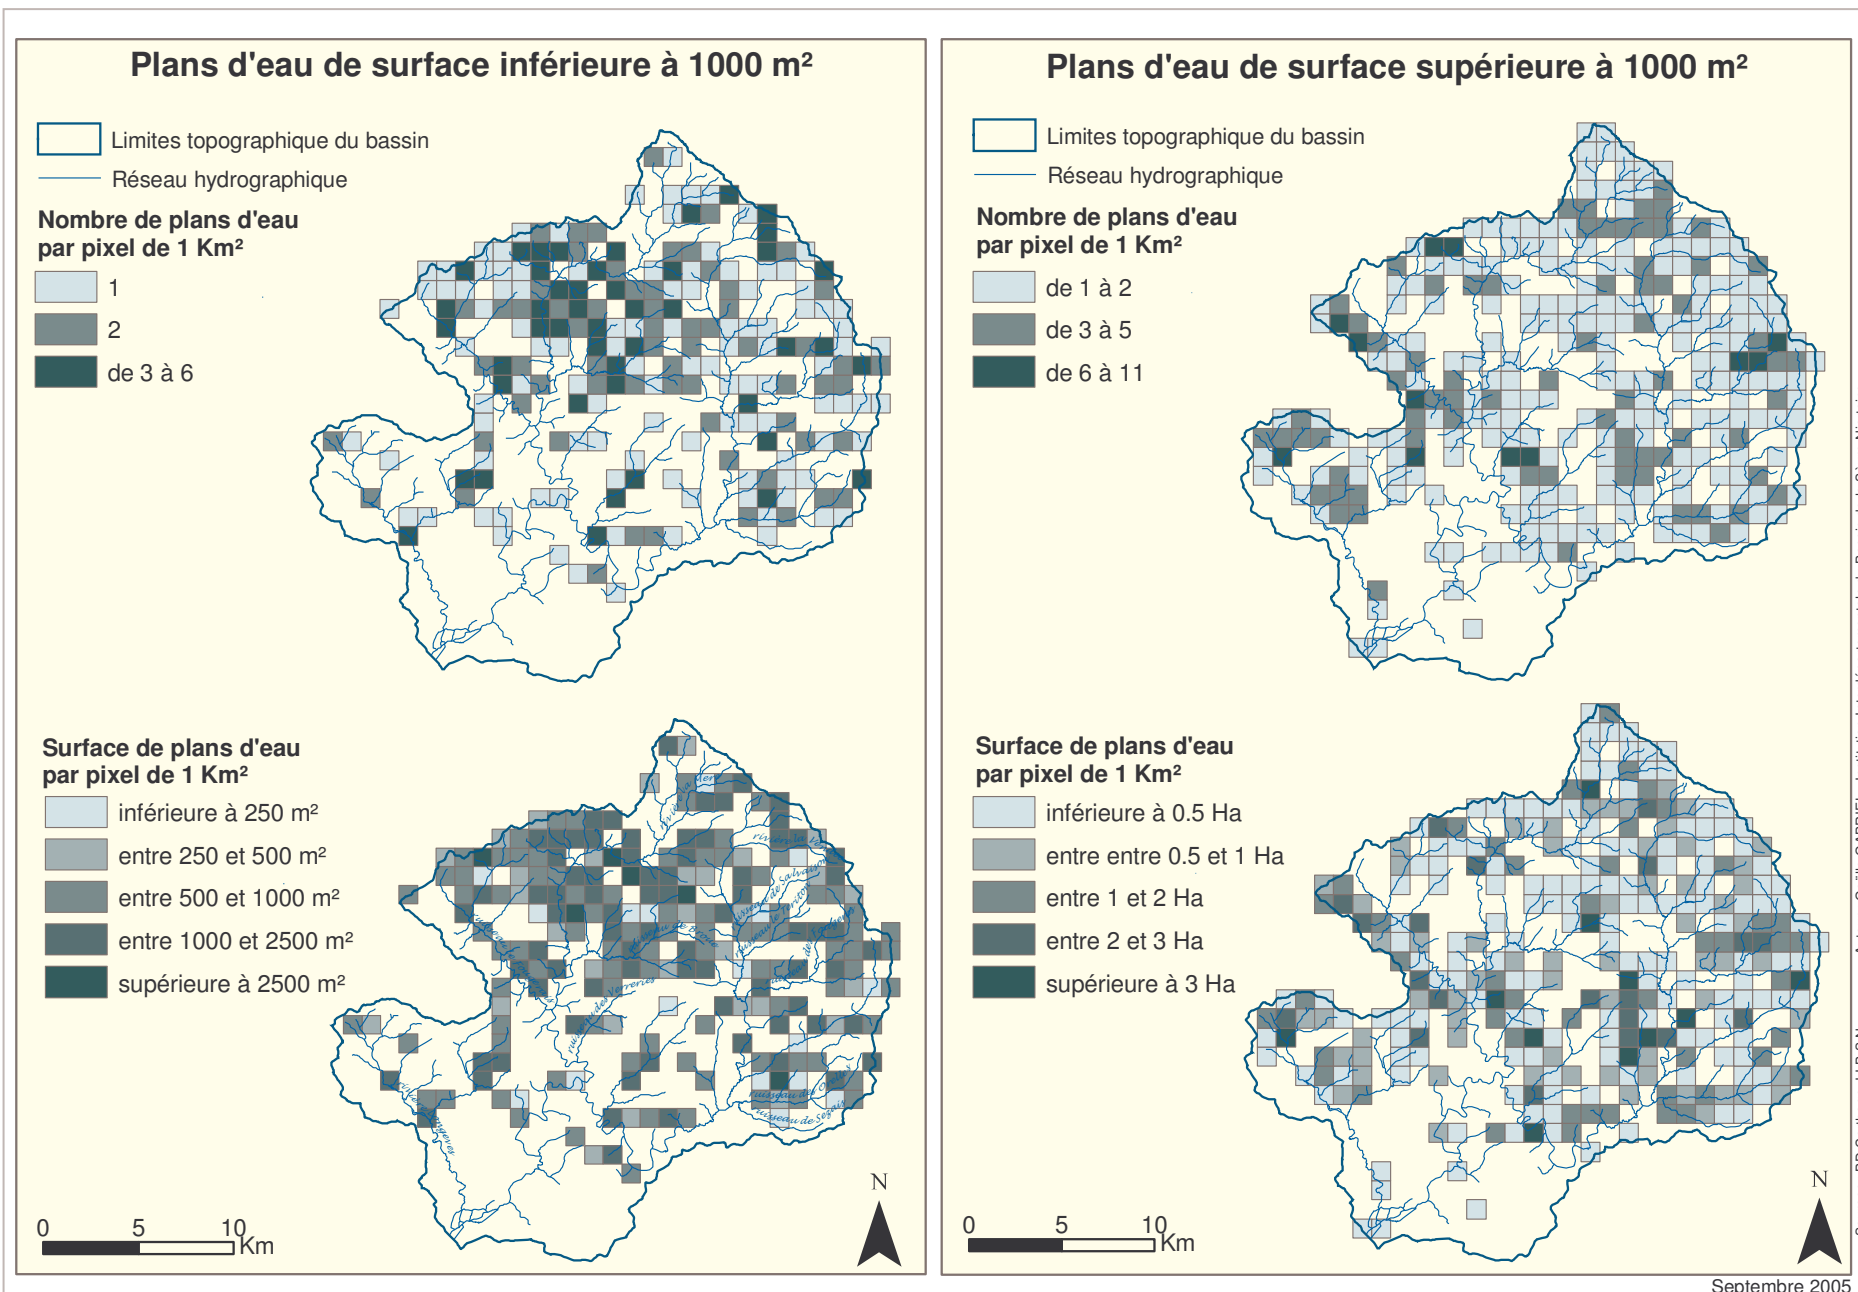 Plans d'eau de surface inférieure à 1000 m²
Limites topographique du bassin
Réseau hydrographique
Nombre de plans d'eau
par pixel de 1 Km²
1
2
de 3 à 6
Surface de plans d'eau
par pixel de 1 Km²
inférieure à 250 m²
entre 250 et 500 m²
entre 500 et 1000 m²
entre 1000 et 2500 m²
supérieure à 2500 m²
ruisseau des Verreries
ruisseau de
0 5 10
Km
N
Plans d'eau de surface supérieure à 1000 m²
Limites topographique du bassin
Réseau hydrographique
Nombre de plans d'eau
par pixel de 1 Km²
de 1 à 2
de 3 à 5
de 6 à 11
Surface de plans d'eau
par pixel de 1 Km²
inférieure à 0.5 Ha
entre entre 0.5 et 1 Ha
entre 1 et 2 Ha
entre 2 et 3 Ha
supérieure à 3 Ha
0 5 10
Km
N
Septembre 2005